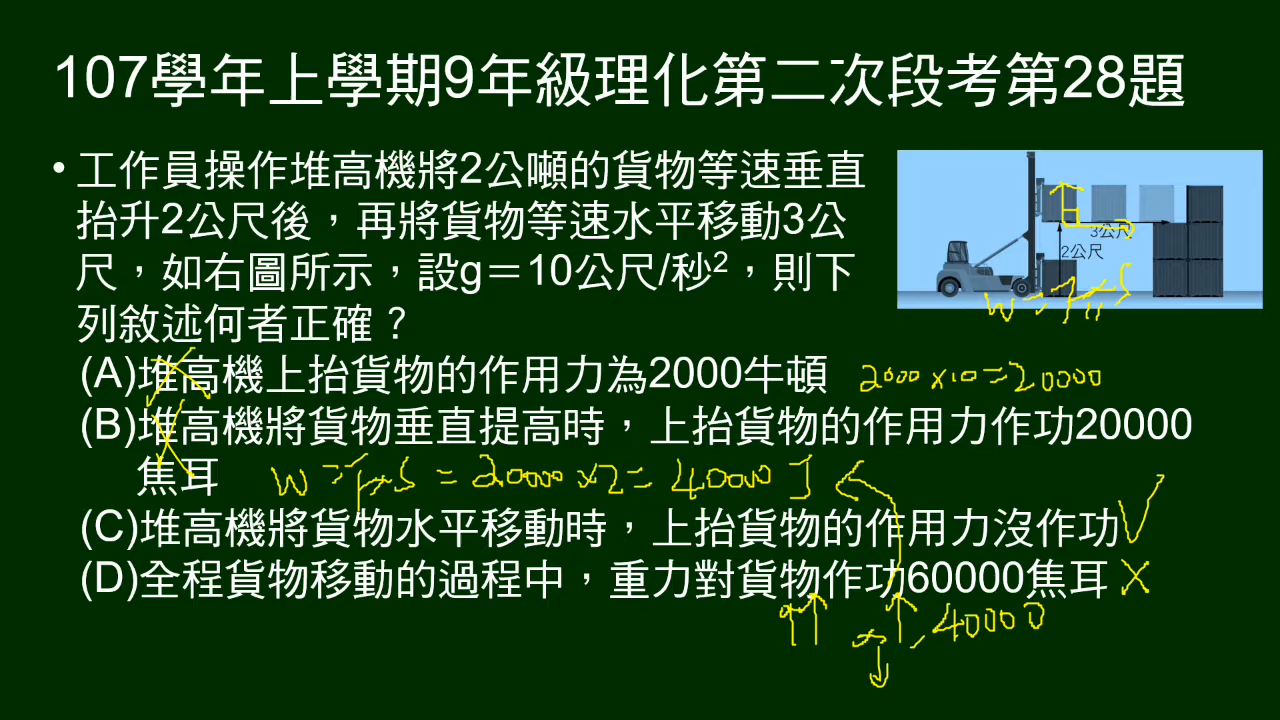 107學年上學期9年級理化第二次段考第28題
• 工作員操作堆高機將2公噸的貨物等速垂直
抬升2公尺後，再將貨物等速水平移動3公
尺，如右圖所示，設g＝10公尺/秒²，則下
列敘述何者正確？
3公尺
2公尺
(A)堆高機上抬貨物的作用力為2000牛頓
2000×10=20000
(B)堆高機將貨物垂直提高時，上抬貨物的作用力作功20000
焦耳
=20000×2=40000 J
(C)堆高機將貨物水平移動時，上抬貨物的作用力沒作功
(D)全程貨物移動的過程中，重力對貨物作功60000焦耳
40000